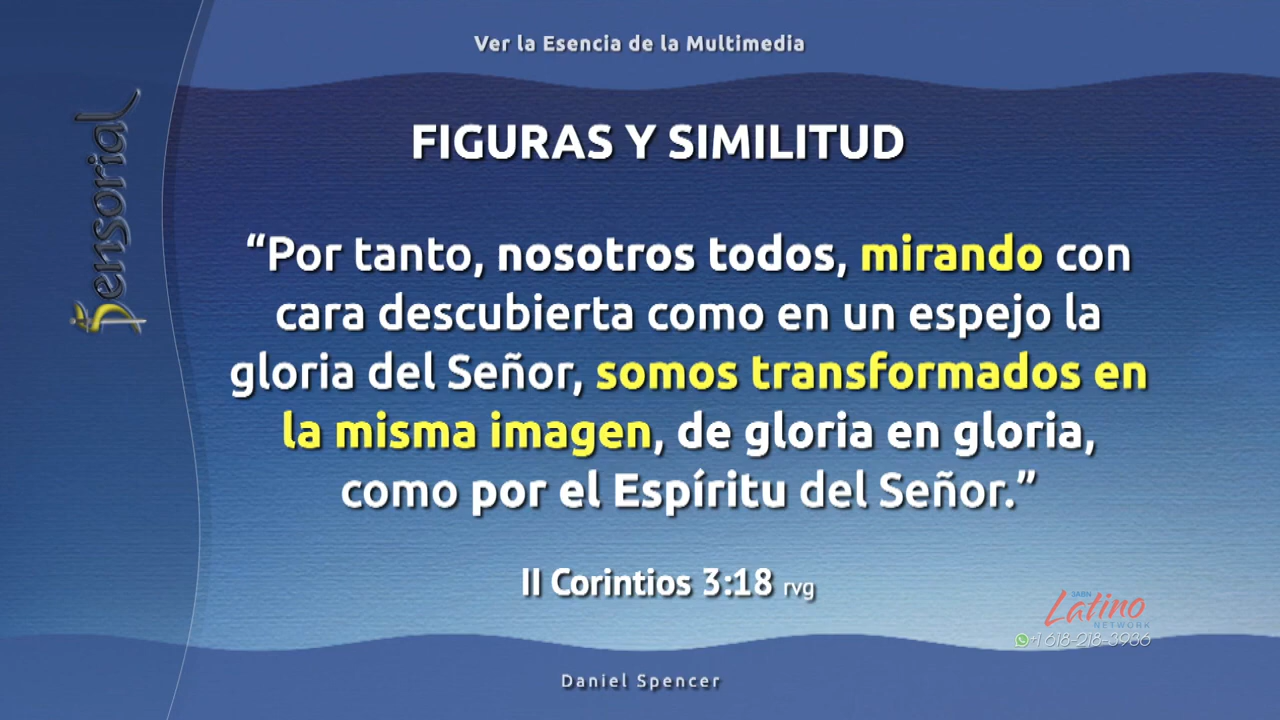 Ver la Esencia de la Multimedia
Sensorial
FIGURAS Y SIMILITUD
“Por tanto, nosotros todos, mirando con
cara descubierta como en un espejo la
gloria del Señor, somos transformados en
la misma imagen, de gloria en gloria,
como por el Espíritu del Señor.”
II Corintios 3:18 rvg
3ABN
Latino
NETWORK
+1 618-218-3986
Daniel Spencer